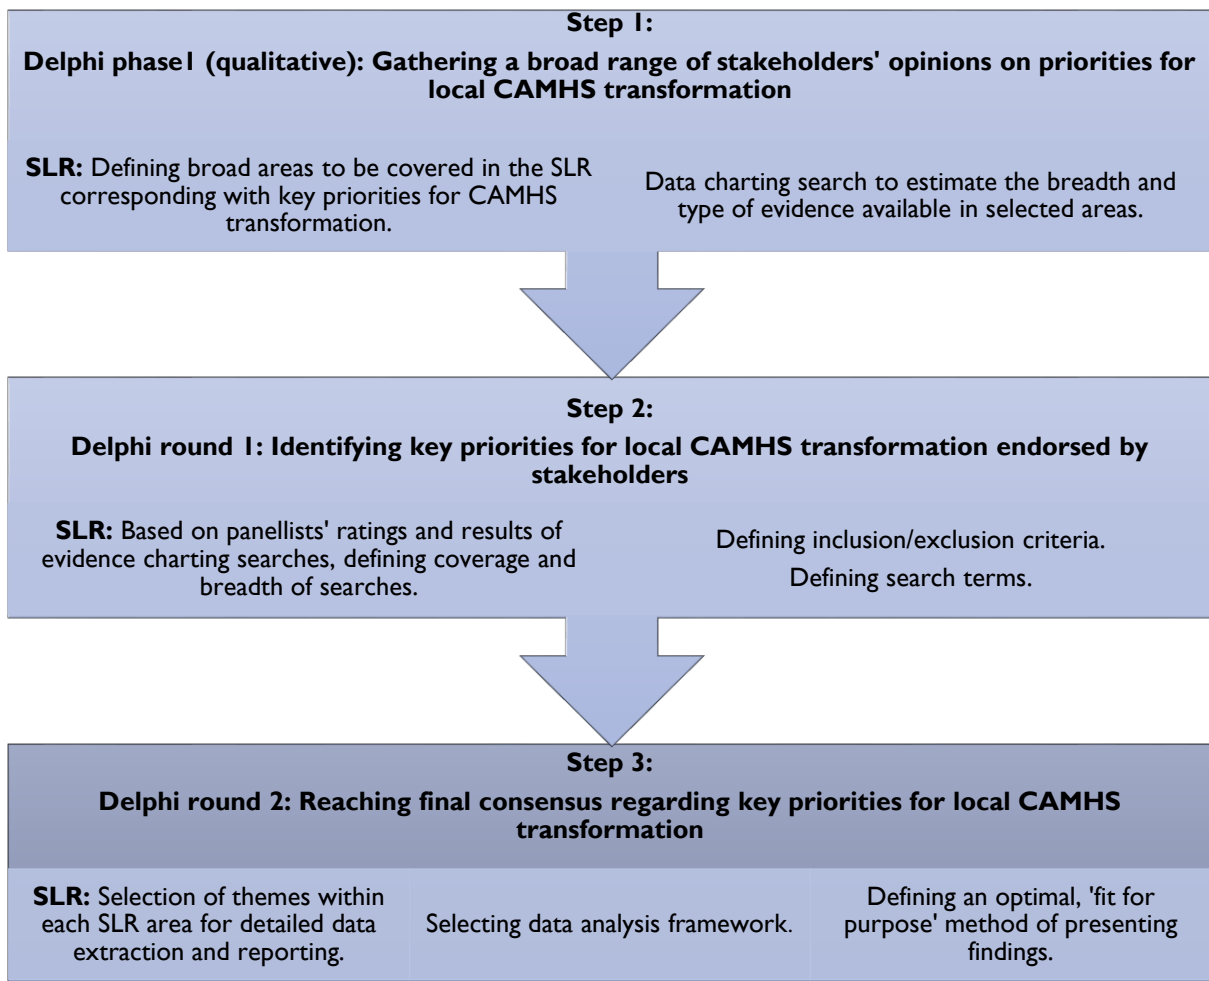 Step 1:
Delphi phase1 (qualitative): Gathering a broad range of stakeholders' opinions on priorities for
local CAMHS transformation
SLR: Defining broad areas to be covered in the SLR
corresponding with key priorities for CAMHS
transformation.
Data charting search to estimate the breadth and
type of evidence available in selected areas.
Step 2:
Delphi round 1: Identifying key priorities for local CAMHS transformation endorsed by
stakeholders
SLR: Based on panellists' ratings and results of
evidence charting searches, defining coverage and
breadth of searches.
Defining inclusion/exclusion criteria.
Defining search terms.
Step 3:
Delphi round 2: Reaching final consensus regarding key priorities for local CAMHS
transformation
SLR: Selection of themes within
each SLR area for detailed data
extraction and reporting.
Selecting data analysis framework.
Defining an optimal, 'fit for
purpose' method of presenting
findings.